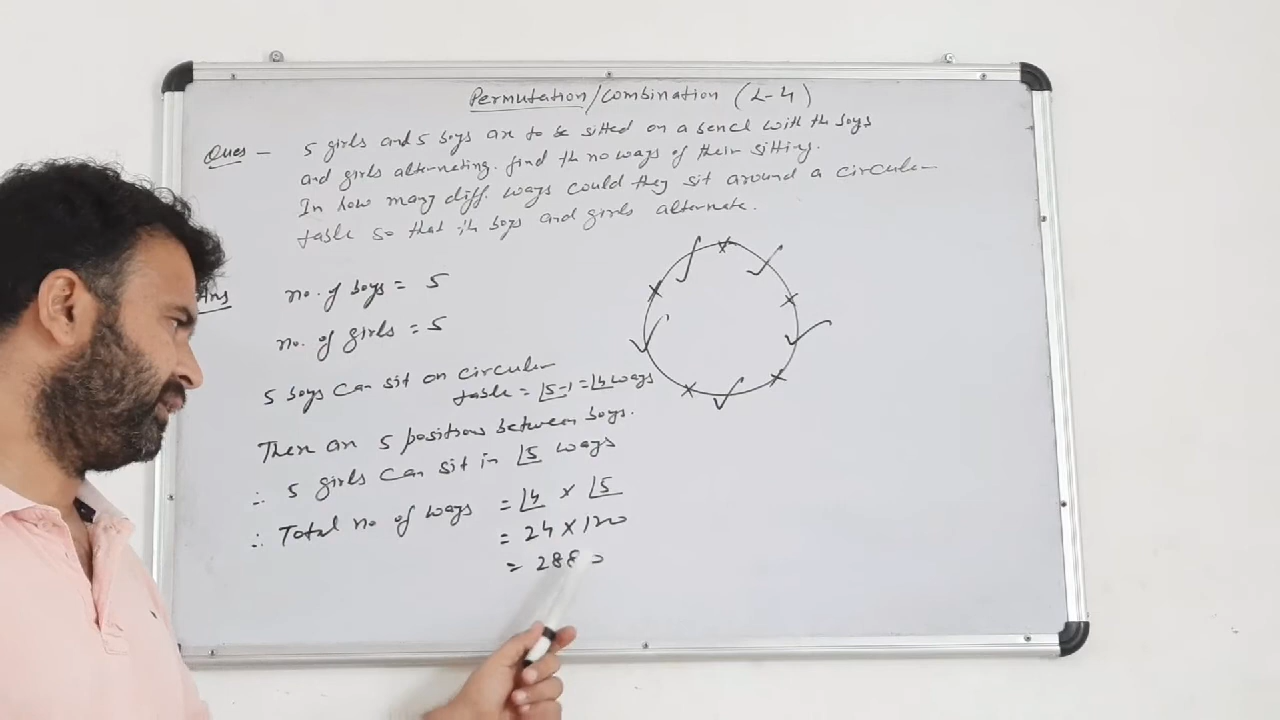 Permutation/Combination (L-4)
Ques - 5 girls and 5 boys are to be sitted on a bench with the boys
and girls alternating. find th no ways of their sitting.
In how many diff. ways could they sit around a circular
table so that th boys and girls alternate.
Ans no. of boys = 5
no. of girls = 5
5 boys can sit on circular
table = ⌊5-1 = ⌊4 ways
Then are 5 positions between boys.
∴ 5 girls can sit in ⌊5 ways
∴ Total no of ways = ⌊4 × ⌊5
= 24 × 120
= 2880